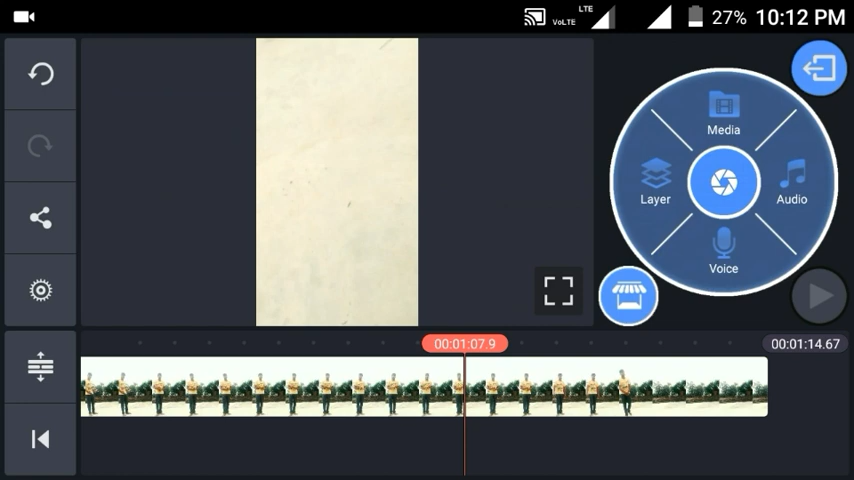 VoLTE LTE 27% 10:12 PM
Media
Layer
Audio
Voice
00:01:07.9
00:01:14.67